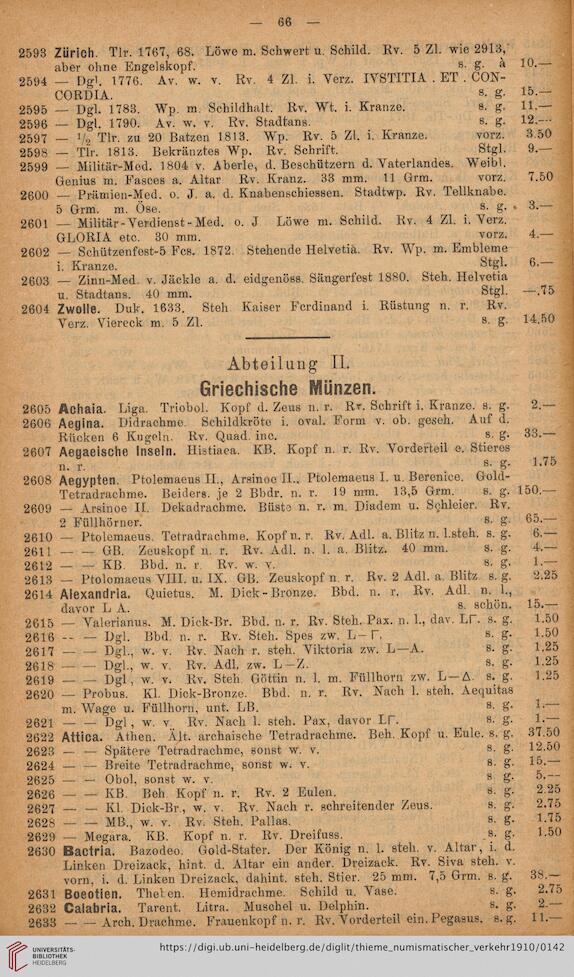 — 66 —
2593 Zürich. Tlr. 1767, 68. Löwe m. Schwert u. Schild. Rv. 5 Zl. wie 2913,
aber ohne Engelskopf. s. g. à 10.—
2594 — Dgl. 1776. Av. w. v. Rv. 4 Zl. i. Verz. IVSTITIA . ET . CON-
CORDIA. s. g. 15.—
2595 — Dgl. 1783. Wp. m. Schildhalt. Rv. Wt. i. Kranze. s. g. 11.—
2596 — Dgl. 1790. Av. w. v. Rv. Stadtans. s. g. 12.—
2597 — ½ Tlr. zu 20 Batzen 1813. Wp. Rv. 5 Zl. i. Kranze. vorz. 3.50
2598 — Tlr. 1813. Bekränztes Wp. Rv. Schrift. Stgl. 9.—
2599 — Militär-Med. 1804 v. Aberle, d. Beschützern d. Vaterlandes. Weibl.
Genius m. Fasces a. Altar Rv. Kranz. 33 mm. 11 Grm. vorz. 7.50
2600 — Prämien-Med. o. J. a. d. Knabenschiessen. Stadtwp. Rv. Tellknabe.
5 Grm. m. Öse. s. g. 3.—
2601 — Militär-Verdienst-Med. o. J Löwe m. Schild. Rv. 4 Zl. i. Verz.
GLORIA etc. 30 mm. vorz. 4.—
2602 — Schützenfest-5 Fcs. 1872. Stehende Helvetia. Rv. Wp. m. Embleme
i. Kranze. Stgl. 6.—
2603 — Zinn-Med. v. Jäckle a. d. eidgenöss. Sängerfest 1880. Steh. Helvetia
u. Stadtans. 40 mm. Stgl. —.75
2604 Zwolle. Duk. 1633. Steh Kaiser Ferdinand i. Rüstung n. r. Rv.
Verz. Viereck m. 5 Zl. s. g. 14.50
Abteilung II.
Griechische Münzen.
2605 Achaia. Liga. Triobol. Kopf d. Zeus n. r. Rv. Schrift i. Kranze. s. g. 2.—
2606 Aegina. Didrachme. Schildkröte i. oval. Form v. ob. geseh. Auf d.
Rücken 6 Kugeln. Rv. Quad. inc. s. g. 33.—
2607 Aegaeische Inseln. Histiaea. KB. Kopf n. r. Rv. Vorderteil e. Stieres
n. r. s. g. 1.75
2608 Aegypten. Ptolemaeus II., Arsinoe II., Ptolemaeus I. u. Berenice. Gold-
Tetradrachme. Beiders. je 2 Bbdr. n. r. 19 mm. 13,5 Grm. s. g. 150.—
2609 — Arsinoe II. Dekadrachme. Büste n. r. m. Diadem u. Schleier. Rv.
2 Füllhörner. s. g. 65.—
2610 — Ptolemaeus. Tetradrachme. Kopf n. r. Rv. Adl. a. Blitz n. l. steh. s. g. 6.—
2611 — — GB. Zeuskopf n. r. Rv. Adl. n. l. a. Blitz. 40 mm. s. g. 4.—
2612 — — KB. Bbd. n. r. Rv. w. v. s. g. 1.—
2613 — Ptolomaeus VIII. u. IX. GB. Zeuskopf n. r. Rv. 2 Adl. a. Blitz s. g. 2.25
2614 Alexandria. Quietus. M. Dick-Bronze. Bbd. n. r. Rv. Adl. n. l.,
davor L A. s. schön. 15.—
2615 — Valerianus. M. Dick-Br. Bbd. n. r. Rv. Steh. Pax. n. l., dav. LΓ. s. g. 1.50
2616 — — Dgl. Bbd. n. r. Rv. Steh. Spes zw. L—Γ. s. g. 1.50
2617 — — Dgl., w. v. Rv. Nach r. steh. Viktoria zw. L—A. s. g. 1.25
2618 — — Dgl., w. v. Rv. Adl, zw. L—Z. s. g. 1.25
2619 — — Dgl, w. v. Rv. Steh. Göttin n. l. m. Füllhorn zw. L—Δ. s. g. 1.25
2620 — Probus. Kl. Dick-Bronze. Bbd. n. r. Rv. Nach l. steh. Aequitas
m. Wage u. Füllhorn, unt. LB. s. g. 1.—
2621 — — Dgl, w. v. Rv. Nach l. steh. Pax, davor LΓ. s. g. 1.—
2622 Attica. Athen. Ält. archaische Tetradrachme. Beh. Kopf u. Eule. s. g. 37.50
2623 — — Spätere Tetradrachme, sonst w. v. s. g. 12.50
2624 — — Breite Tetradrachme, sonst w. v. s. g. 15.—
2625 — — Obol, sonst w. v. s. g. 5.—
2626 — — KB. Beh. Kopf n. r. Rv. 2 Eulen. s. g. 2.25
2627 — — Kl. Dick-Br., w. v. Rv. Nach r. schreitender Zeus. s. g. 2.75
2628 — — MB., w. v. Rv. Steh. Pallas. s. g. 1.75
2629 — Megara. KB. Kopf n. r. Rv. Dreifuss. s. g. 1.50
2630 Bactria. Bazodeo. Gold-Stater. Der König n. l. steh. v. Altar, i. d.
Linken Dreizack, hint. d. Altar ein ander. Dreizack. Rv. Siva steh. v.
vorn, i. d. Linken Dreizack, dahint. steh. Stier. 25 mm. 7,5 Grm. s. g. 38.—
2631 Boeotien. Theben. Hemidrachme. Schild u. Vase. s. g. 2.75
2632 Calabria. Tarent. Litra. Muschel u. Delphin. s. g. 2.—
2633 — — Arch. Drachme. Frauenkopf n. r. Rv. Vorderteil ein. Pegasus. s. g. 11.—
UNIVERSITÄTS-
BIBLIOTHEK
HEIDELBERG
https://digi.ub.uni-heidelberg.de/diglit/thieme_numismatischer_verkehr1910/0142